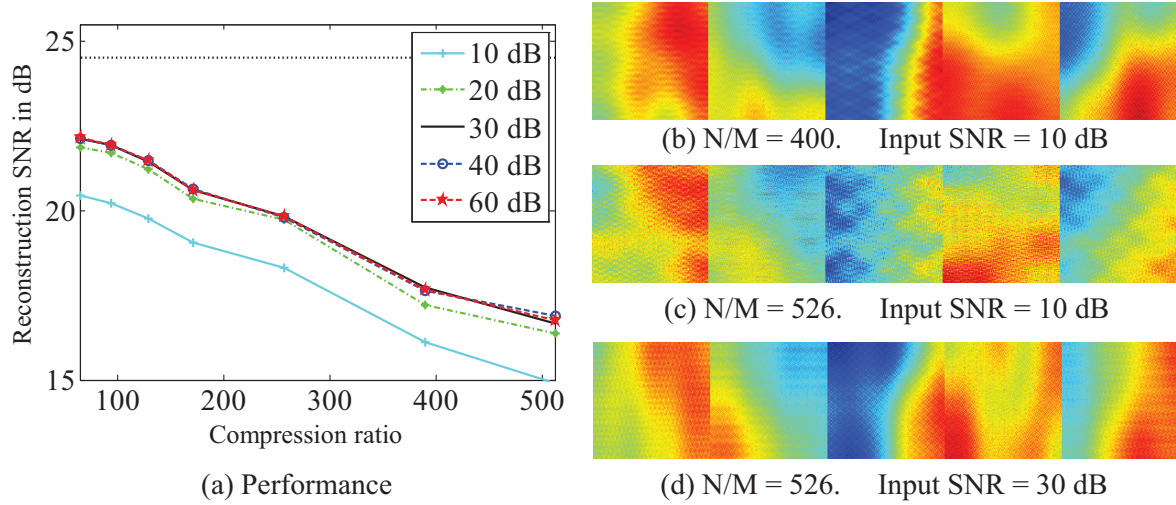 25
20
15
Reconstruction SNR in dB
10 dB
20 dB
30 dB
40 dB
60 dB
100 200 300 400 500
Compression ratio
(a) Performance
(b) N/M = 400. Input SNR = 10 dB
(c) N/M = 526. Input SNR = 10 dB
(d) N/M = 526. Input SNR = 30 dB